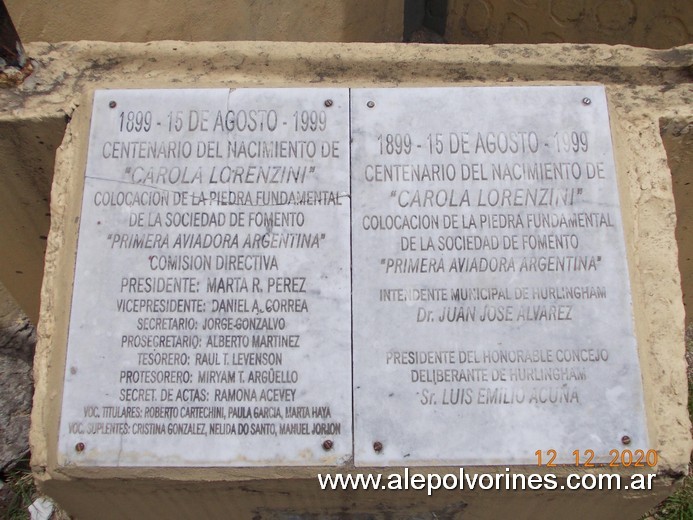 1899 - 15 DE AGOSTO - 1999
CENTENARIO DEL NACIMIENTO DE
"CAROLA LORENZINI"
COLOCACION DE LA PIEDRA FUNDAMENTAL
DE LA SOCIEDAD DE FOMENTO
"PRIMERA AVIADORA ARGENTINA"
COMISION DIRECTIVA
PRESIDENTE: MARTA R. PEREZ
VICEPRESIDENTE: DANIEL A. CORREA
SECRETARIO: JORGE GONZALVO
PROSECRETARIO: ALBERTO MARTINEZ
TESORERO: RAUL T. LEVENSON
PROTESORERO: MIRYAM T. ARGÜELLO
SECRET. DE ACTAS: RAMONA ACEVEY
VOC. TITULARES: ROBERTO CARTECHINI, PAULA GARCIA, MARTA HAYA
VOC. SUPLENTES: CRISTINA GONZALEZ, NELIDA DO SANTO, MANUEL JORJON
1899 - 15 DE AGOSTO - 1999
CENTENARIO DEL NACIMIENTO DE
"CAROLA LORENZINI"
COLOCACION DE LA PIEDRA FUNDAMENTAL
DE LA SOCIEDAD DE FOMENTO
"PRIMERA AVIADORA ARGENTINA"
INTENDENTE MUNICIPAL DE HURLINGHAM
Dr. JUAN JOSE ALVAREZ
PRESIDENTE DEL HONORABLE CONCEJO
DELIBERANTE DE HURLINGHAM
Sr. LUIS EMILIO ACUÑA
12 12 2020
www.alepolvorines.com.ar